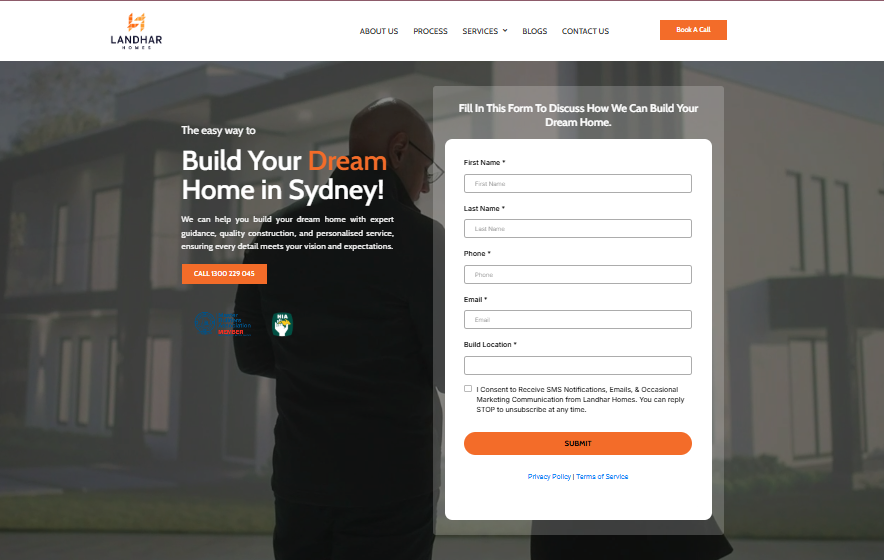 LANDHAR
HOMES
ABOUT US
PROCESS
SERVICES
BLOGS
CONTACT US
Book A Call
The easy way to
Build Your Dream
Home in Sydney!
We can help you build your dream home with expert
guidance, quality construction, and personalised service,
ensuring every detail meets your vision and expectations.
CALL 1300 229 045
MEMBER
HIA
Fill In This Form To Discuss How We Can Build Your
Dream Home.
First Name *
First Name
Last Name *
Last Name
Phone *
Phone
Email *
Email
Build Location *
I Consent to Receive SMS Notifications, Emails, & Occasional
Marketing Communication from Landhar Homes. You can reply
STOP to unsubscribe at any time.
SUBMIT
Privacy Policy | Terms of Service